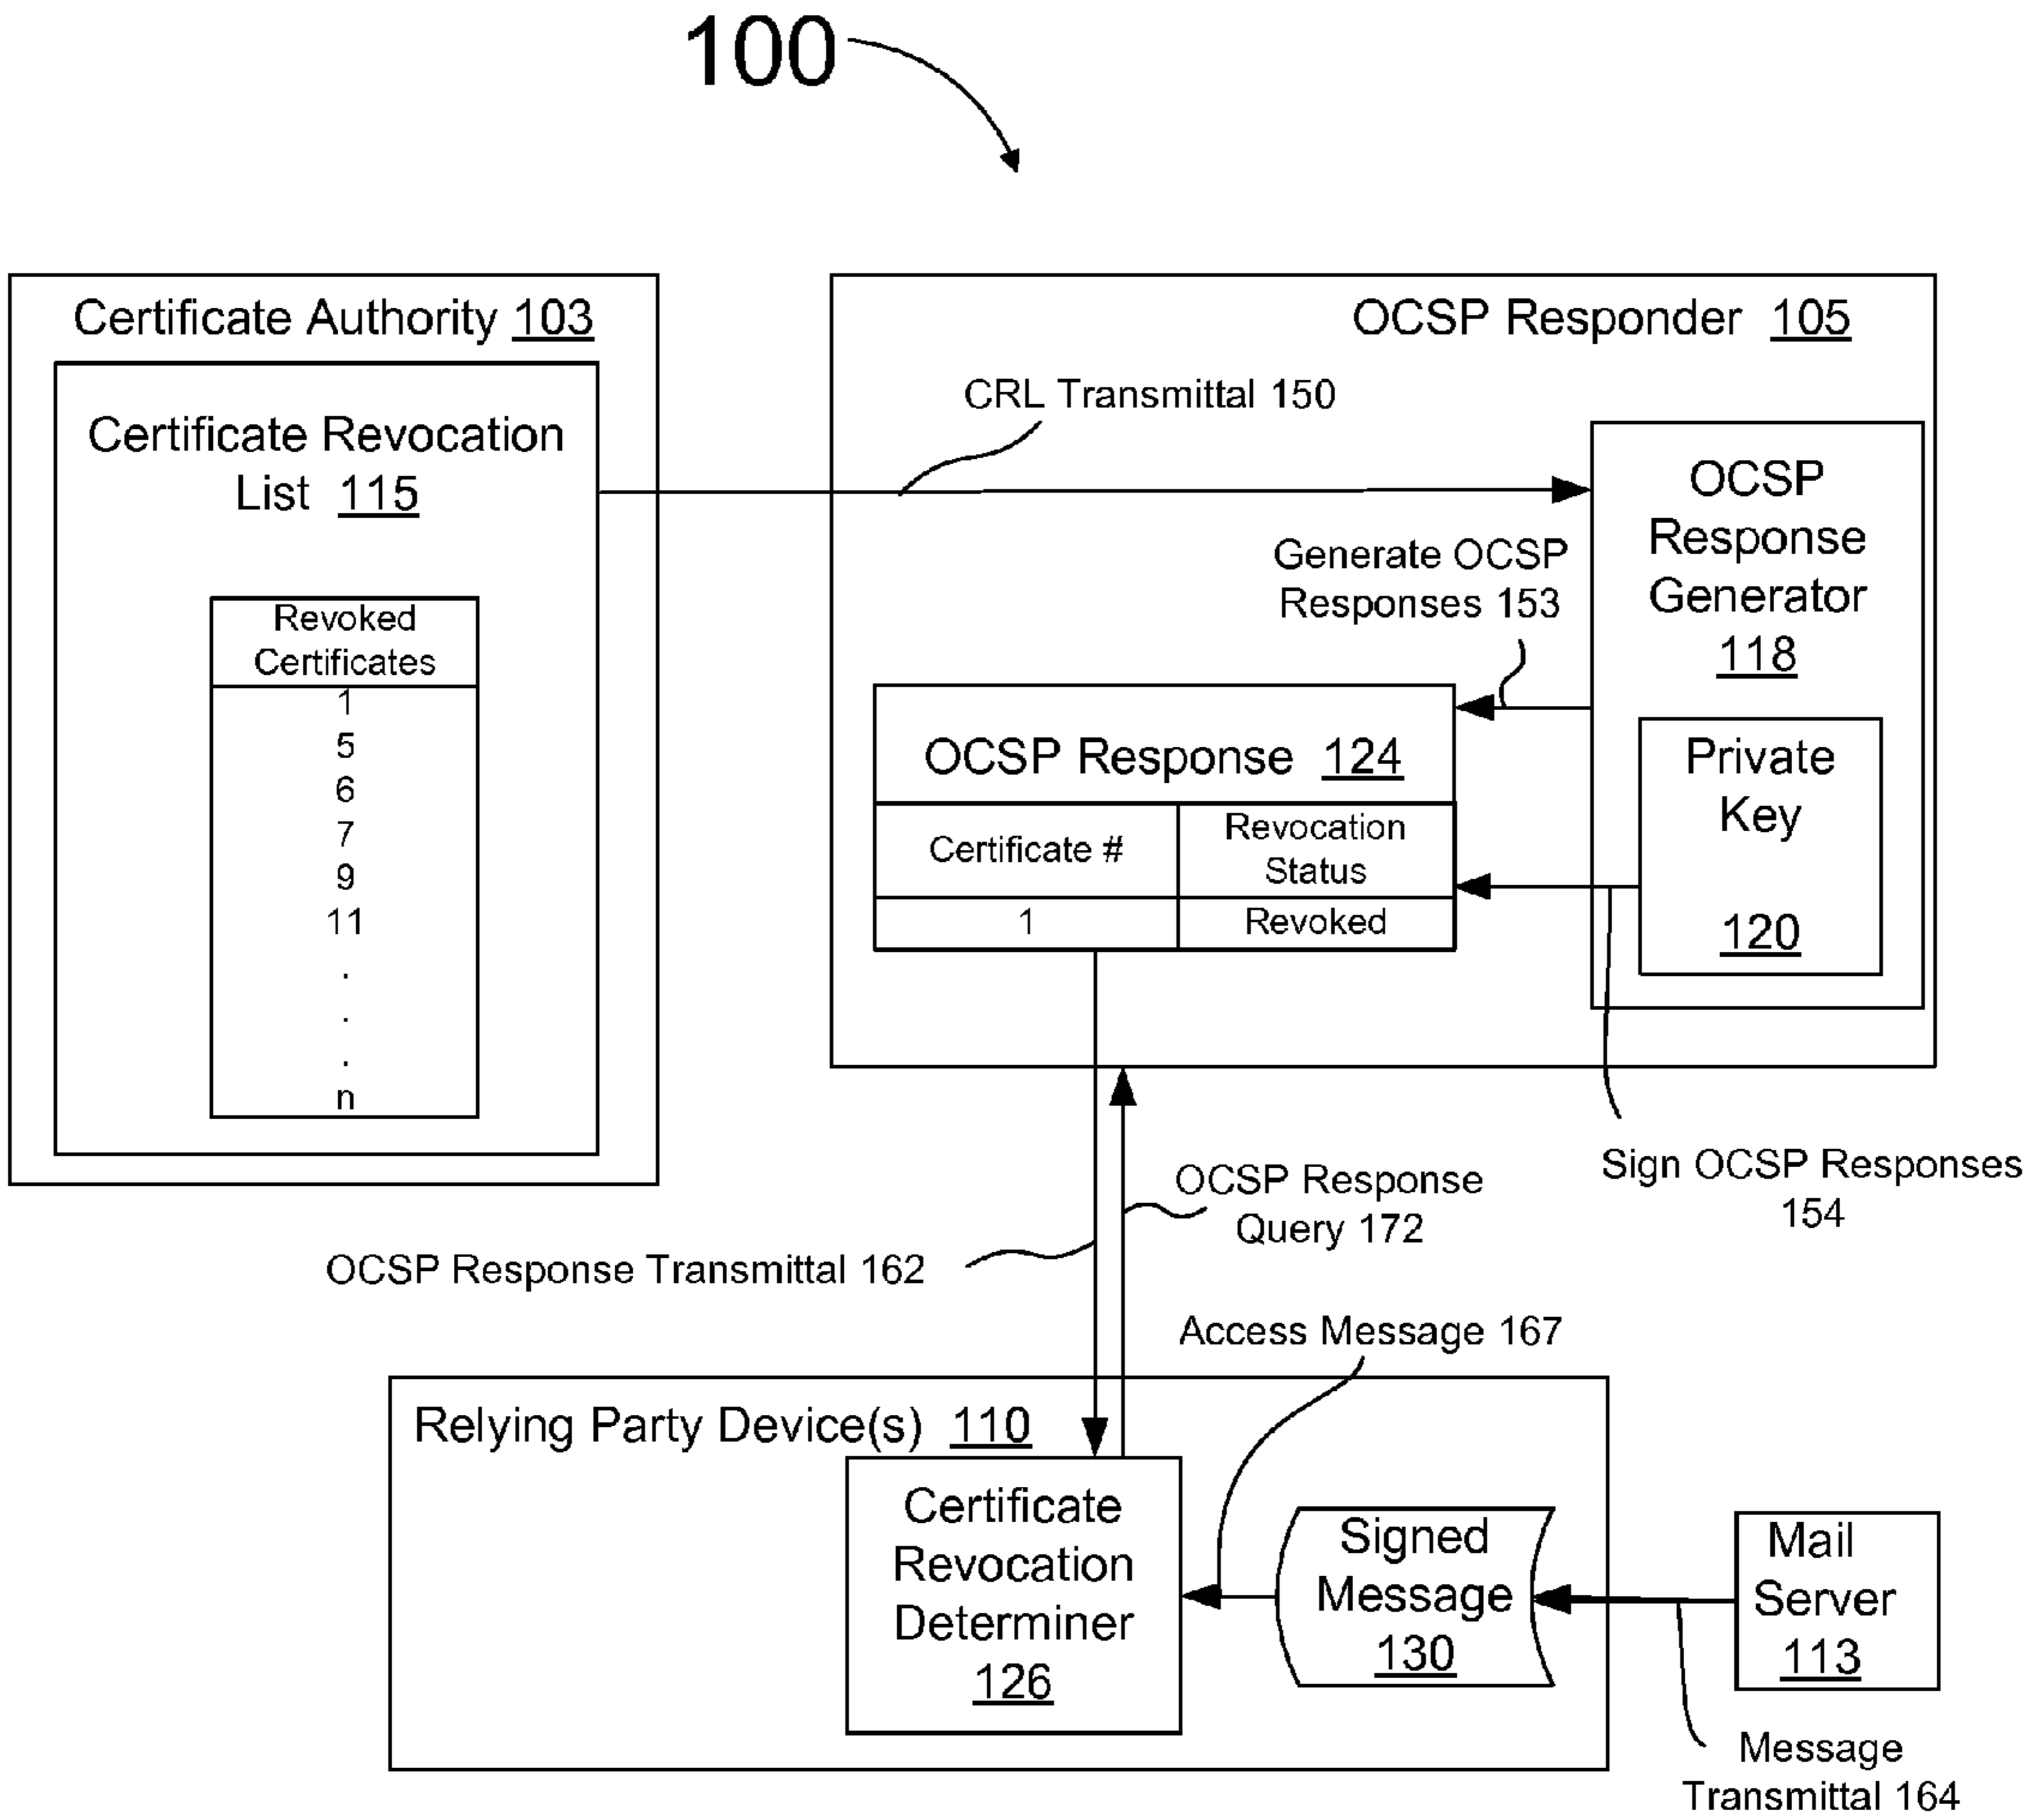 100
Certificate Authority 103
Certificate Revocation
List 115
Revoked
Certificates
1
5
6
7
9
11
.
.
.
n
OCSP Responder 105
CRL Transmittal 150
OCSP
Response
Generator
118
Generate OCSP
Responses 153
Private
Key
120
OCSP Response 124
Certificate #
Revocation
Status
1
Revoked
Sign OCSP Responses
154
OCSP Response
Query 172
OCSP Response Transmittal 162
Access Message 167
Relying Party Device(s) 110
Certificate
Revocation
Determiner
126
Signed
Message
130
Mail
Server
113
Message
Transmittal 164